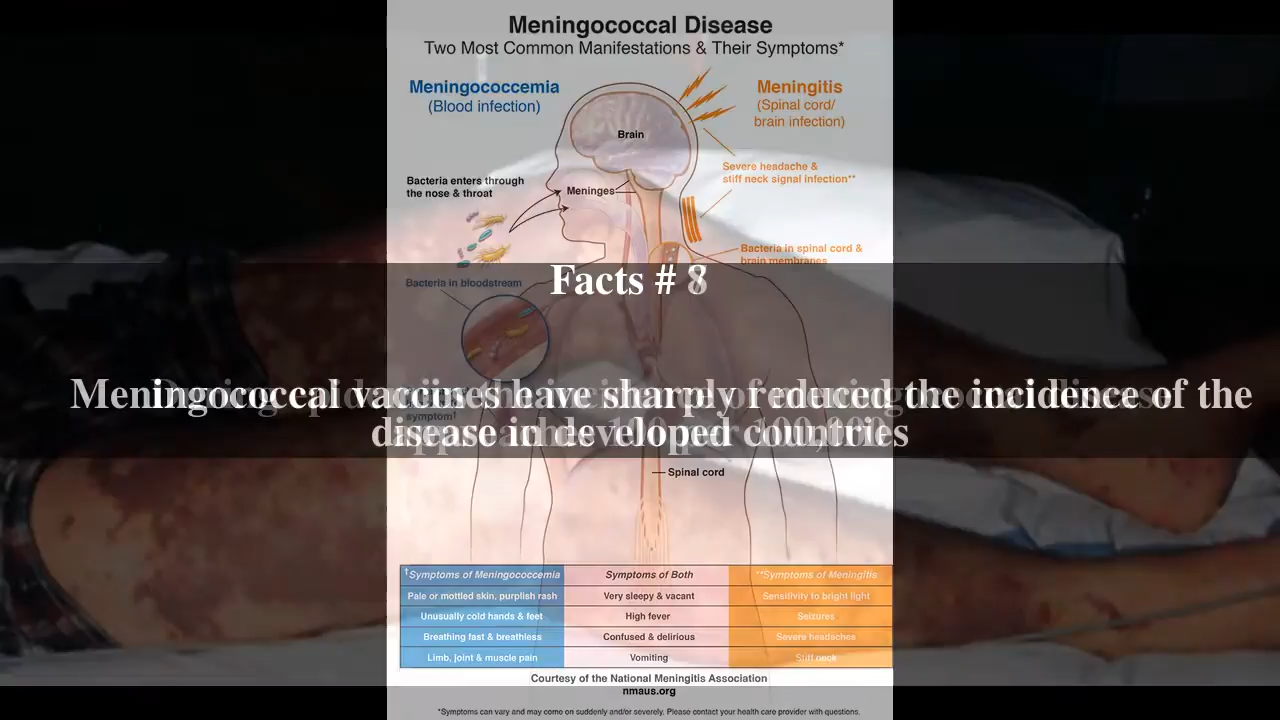 Meningococcal Disease
Two Most Common Manifestations & Their Symptoms*
Meningococcemia
(Blood infection)
Meningitis
(Spinal cord/
brain infection)
Brain
Severe headache &
stiff neck signal infection**
Bacteria enters through
the nose & throat
Meninges
Bacteria in spinal cord &
brain membranes
Facts # 8
Bacteria in bloodstream
Meningococcal vaccines have sharply reduced the incidence of the
disease in developed countries
symptom†
Spinal cord
†Symptoms of Meningococcemia Symptoms of Both **Symptoms of Meningitis
Pale or mottled skin, purplish rash Very sleepy & vacant Sensitivity to bright light
Unusually cold hands & feet High fever Seizures
Breathing fast & breathless Confused & delirious Severe headaches
Limb, joint & muscle pain Vomiting Stiff neck
Courtesy of the National Meningitis Association
nmaus.org
*Symptoms can vary and may come on suddenly and/or severely. Please contact your health care provider with questions.